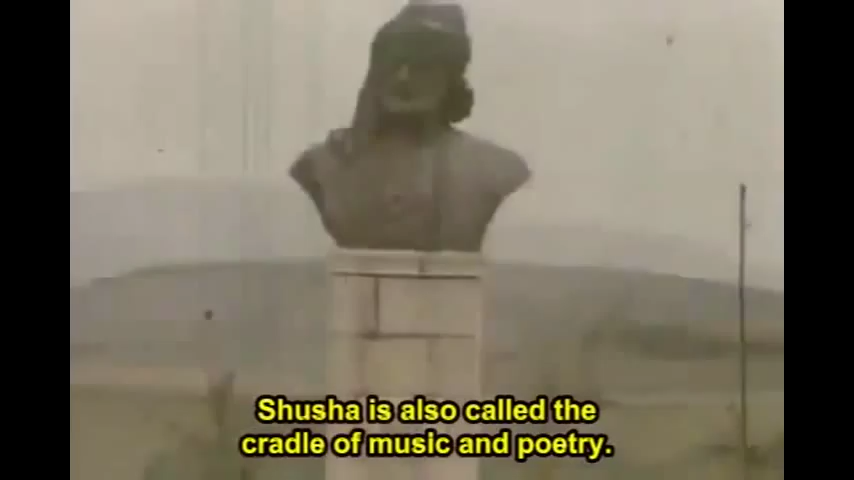 Shusha is also called the
cradle of music and poetry.